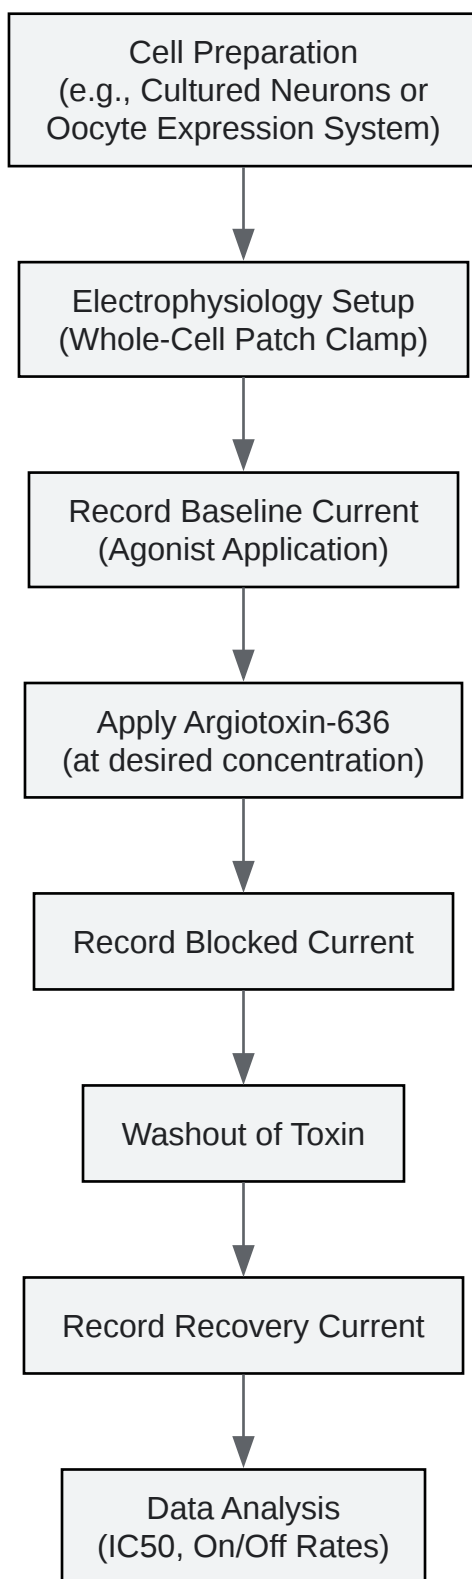 Cell Preparation
(e.g., Cultured Neurons or
Oocyte Expression System)
Electrophysiology Setup
(Whole-Cell Patch Clamp)
Record Baseline Current
(Agonist Application)
Apply Argiotoxin-636
(at desired concentration)
Record Blocked Current
Washout of Toxin
Record Recovery Current
Data Analysis
(IC50, On/Off Rates)